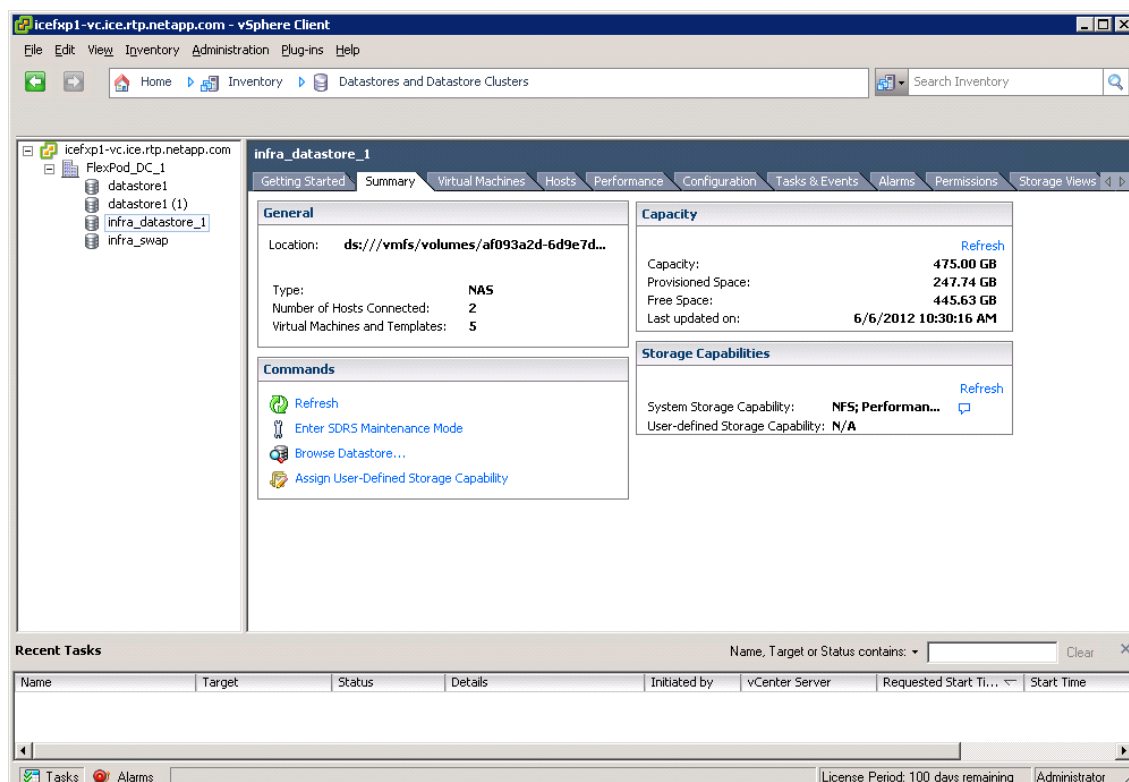 icefxp1-vc.ice.rtp.netapp.com - vSphere Client
File Edit View Inventory Administration Plug-ins Help
Home Inventory Datastores and Datastore Clusters Search Inventory
icefxp1-vc.ice.rtp.netapp.com
FlexPod_DC_1
datastore1
datastore1 (1)
infra_datastore_1
infra_swap
infra_datastore_1
Getting Started Summary Virtual Machines Hosts Performance Configuration Tasks & Events Alarms Permissions Storage Views
General
Location: ds:///vmfs/volumes/af093a2d-6d9e7d...
Type: NAS
Number of Hosts Connected: 2
Virtual Machines and Templates: 5
Commands
Refresh
Enter SDRS Maintenance Mode
Browse Datastore...
Assign User-Defined Storage Capability
Capacity
Refresh
Capacity: 475.00 GB
Provisioned Space: 247.74 GB
Free Space: 445.63 GB
Last updated on: 6/6/2012 10:30:16 AM
Storage Capabilities
Refresh
System Storage Capability: NFS; Performan...
User-defined Storage Capability: N/A
Recent Tasks Name, Target or Status contains: Clear
Name Target Status Details Initiated by vCenter Server Requested Start Ti... Start Time
Tasks Alarms License Period: 100 days remaining Administrator